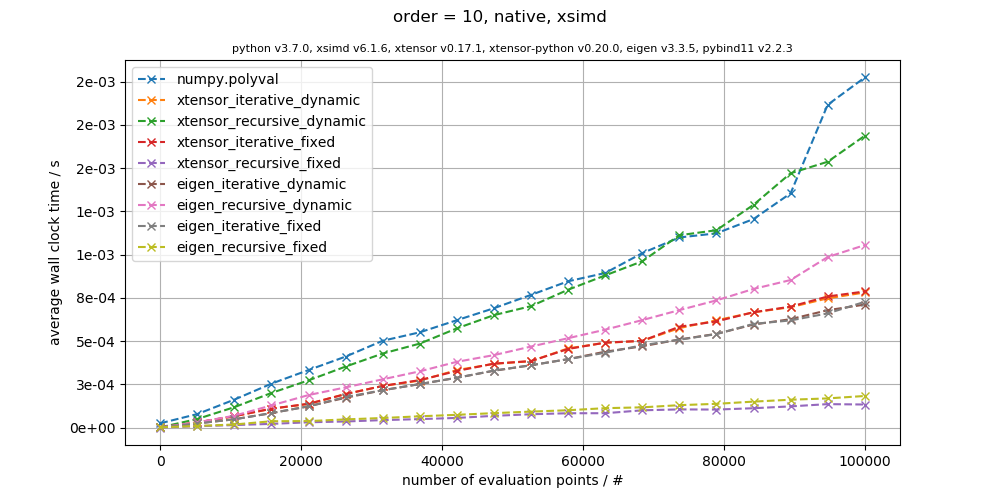 order = 10, native, xsimd
python v3.7.0, xsimd v6.1.6, xtensor v0.17.1, xtensor-python v0.20.0, eigen v3.3.5, pybind11 v2.2.3
average wall clock time / s
2e-03
2e-03
2e-03
1e-03
1e-03
8e-04
5e-04
3e-04
0e+00
numpy.polyval
xtensor_iterative_dynamic
xtensor_recursive_dynamic
xtensor_iterative_fixed
xtensor_recursive_fixed
eigen_iterative_dynamic
eigen_recursive_dynamic
eigen_iterative_fixed
eigen_recursive_fixed
0 20000 40000 60000 80000 100000
number of evaluation points / #